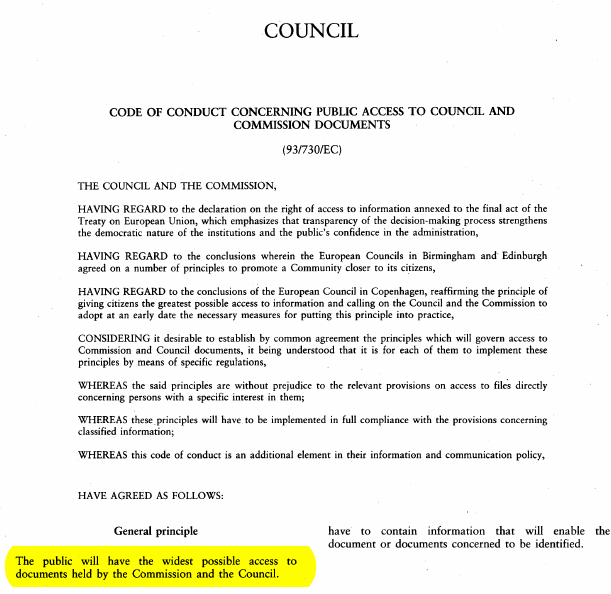 COUNCIL
CODE OF CONDUCT CONCERNING PUBLIC ACCESS TO COUNCIL AND
COMMISSION DOCUMENTS
(93/730/EC)
THE COUNCIL AND THE COMMISSION,
HAVING REGARD to the declaration on the right of access to information annexed to the final act of the
Treaty on European Union, which emphasizes that transparency of the decision-making process strengthens
the democratic nature of the institutions and the public's confidence in the administration,
HAVING REGARD to the conclusions wherein the European Councils in Birmingham and Edinburgh
agreed on a number of principles to promote a Community closer to its citizens,
HAVING REGARD to the conclusions of the European Council in Copenhagen, reaffirming the principle of
giving citizens the greatest possible access to information and calling on the Council and the Commission to
adopt at an early date the necessary measures for putting this principle into practice,
CONSIDERING it desirable to establish by common agreement the principles which will govern access to
Commission and Council documents, it being understood that it is for each of them to implement these
principles by means of specific regulations,
WHEREAS the said principles are without prejudice to the relevant provisions on access to files directly
concerning persons with a specific interest in them;
WHEREAS these principles will have to be implemented in full compliance with the provisions concerning
classified information;
WHEREAS this code of conduct is an additional element in their information and communication policy,
HAVE AGREED AS FOLLOWS:
General principle
The public will have the widest possible access to
documents held by the Commission and the Council.
have to contain information that will enable the
document or documents concerned to be identified.